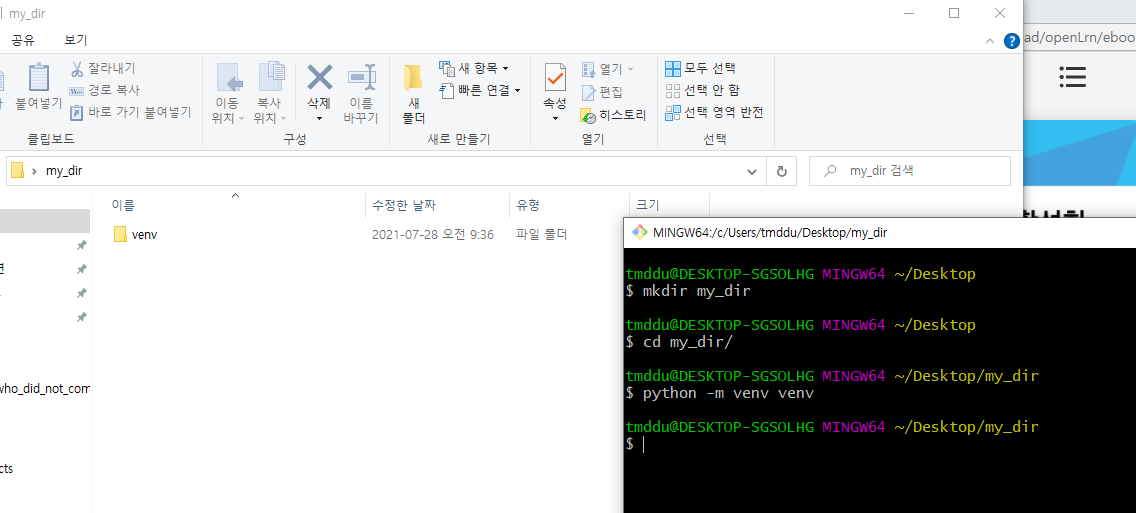 my_dir
공유 보기
ad/openLrn/eboo
붙여넣기
잘라내기
경로 복사
바로 가기 붙여넣기
클립보드
이동 위치
복사 위치
삭제
이름 바꾸기
구성
새 폴더
새 항목
빠른 연결
새로 만들기
속성
열기
편집
히스토리
열기
모두 선택
선택 안 함
선택 영역 반전
선택
my_dir
my_dir 검색
이름 수정한 날짜 유형 크기
venv 2021-07-28 오전 9:36 파일 폴더
who_did_not_com
cts
MINGW64:/c/Users/tmddu/Desktop/my_dir
tmddu@DESKTOP-SGSOLHG MINGW64 ~/Desktop
$ mkdir my_dir
tmddu@DESKTOP-SGSOLHG MINGW64 ~/Desktop
$ cd my_dir/
tmddu@DESKTOP-SGSOLHG MINGW64 ~/Desktop/my_dir
$ python -m venv venv
tmddu@DESKTOP-SGSOLHG MINGW64 ~/Desktop/my_dir
$